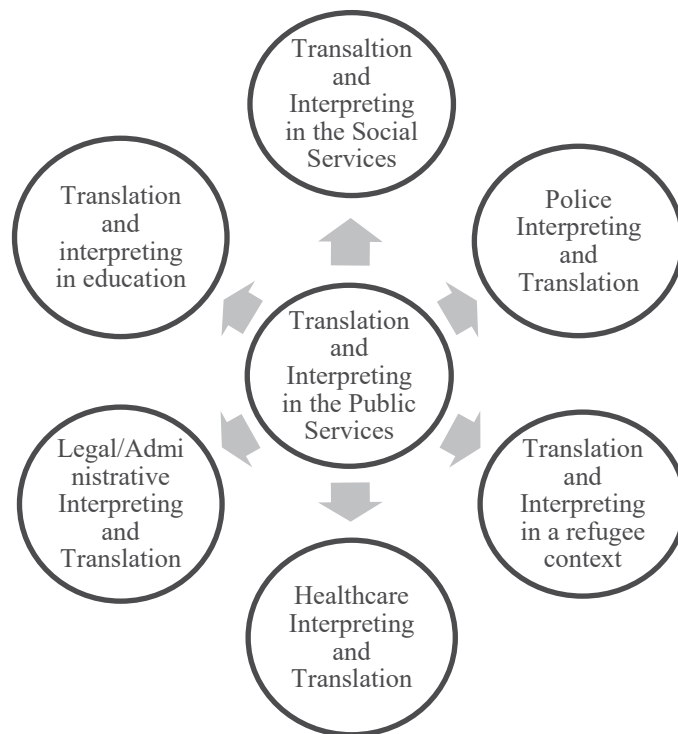 Transaltion
and
Interpreting
in the Social
Services
Translation
and
interpreting
in education
Police
Interpreting
and
Translation
Translation
and
Interpreting
in the Public
Services
Legal/Admi
nistrative
Interpreting
and
Translation
Translation
and
Interpreting
in a refugee
context
Healthcare
Interpreting
and
Translation